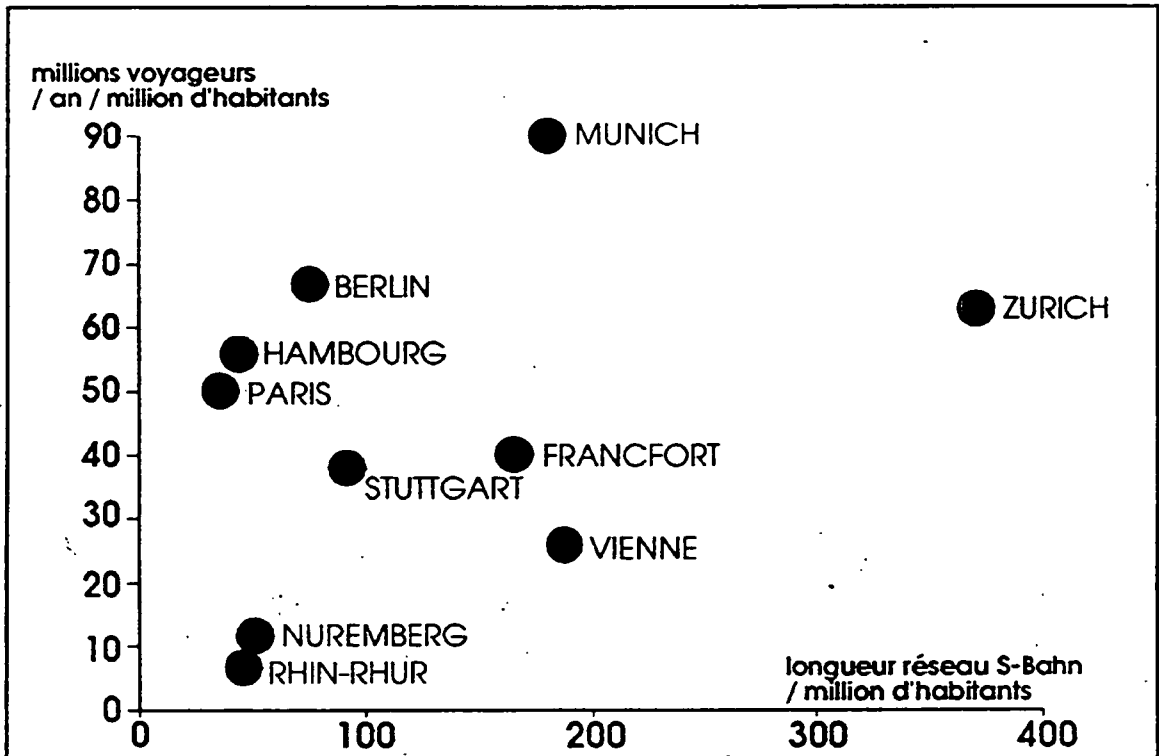 millions voyageurs
/ an / million d'habitants
90
MUNICH
80
70
BERLIN
ZURICH
60
HAMBOURG
50
PARIS
40
FRANCFORT
STUTTGART
30
VIENNE
20
NUREMBERG
10
RHIN-RHUR
longueur réseau S-Bahn
/ million d'habitants
0
0 100 200 300 400